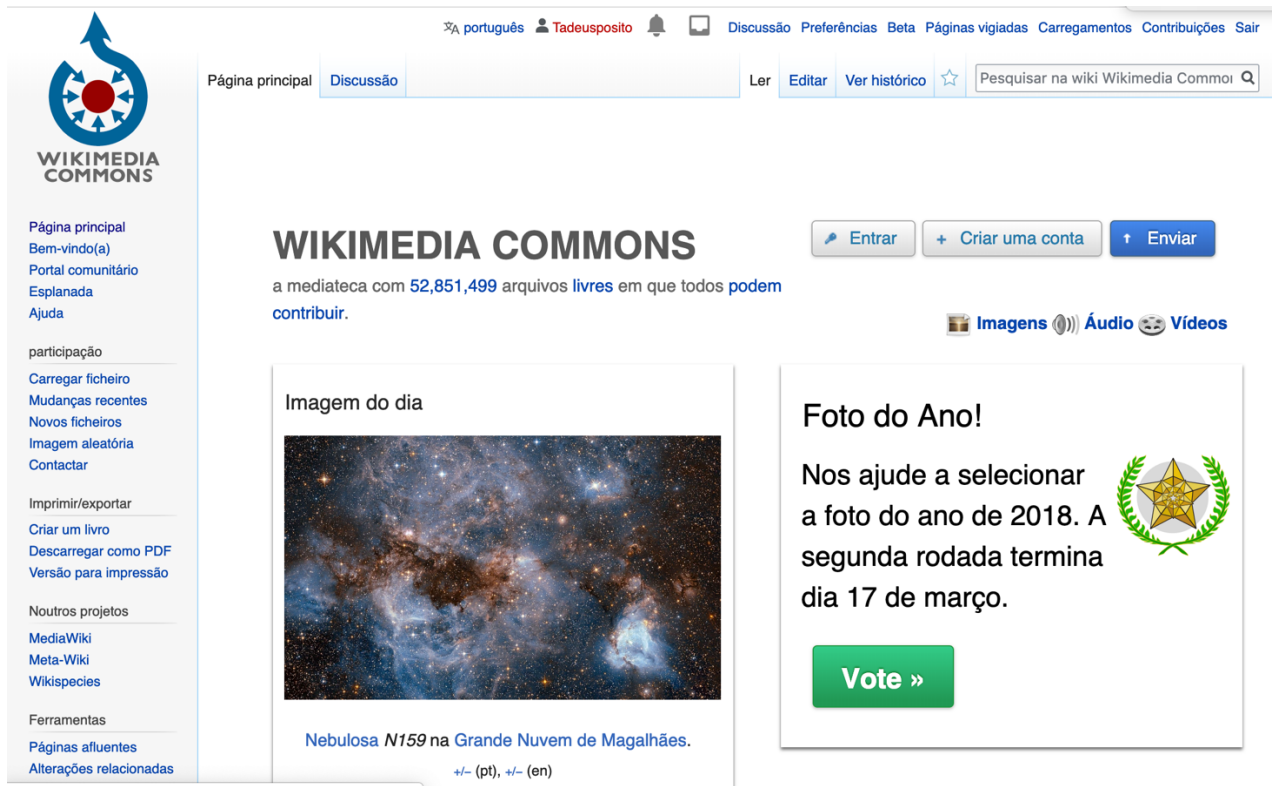 português Tadeusposito Discussão Preferências Beta Páginas vigiadas Carregamentos Contribuições Sair
Página principal Discussão Ler Editar Ver histórico Pesquisar na wiki Wikimedia Commo
WIKIMEDIA
COMMONS
Página principal
Bem-vindo(a)
Portal comunitário
Esplanada
Ajuda
participação
Carregar ficheiro
Mudanças recentes
Novos ficheiros
Imagem aleatória
Contactar
Imprimir/exportar
Criar um livro
Descarregar como PDF
Versão para impressão
Noutros projetos
MediaWiki
Meta-Wiki
Wikispecies
Ferramentas
Páginas afluentes
Alterações relacionadas
WIKIMEDIA COMMONS
a mediateca com 52,851,499 arquivos livres em que todos podem
contribuir.
Entrar + Criar uma conta Enviar
Imagens Áudio Vídeos
Imagem do dia
Nebulosa N159 na Grande Nuvem de Magalhães.
+/− (pt), +/− (en)
Foto do Ano!
Nos ajude a selecionar
a foto do ano de 2018. A
segunda rodada termina
dia 17 de março.
Vote »